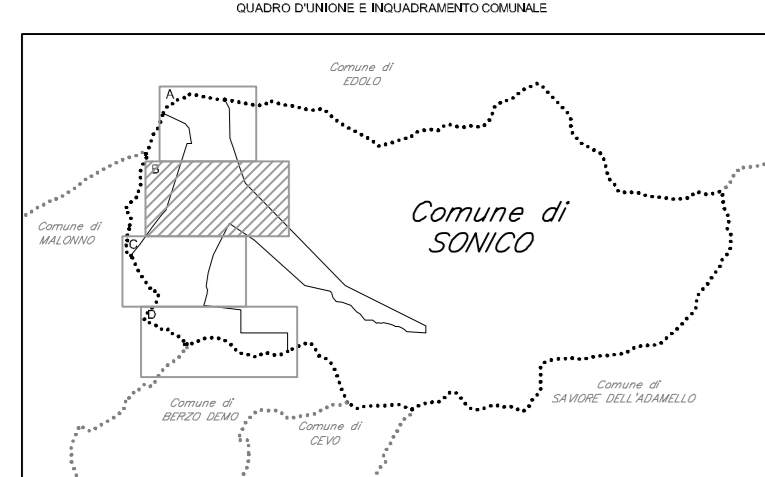 QUADRO D'UNIONE E INQUADRAMENTO COMUNALE
Comune di
EDOLO
A
B
Comune di
MALONNO
Comune di
SONICO
C
D
Comune di
BERZO DEMO
Comune di
CEVO
Comune di
SAVIORE DELL'ADAMELLO